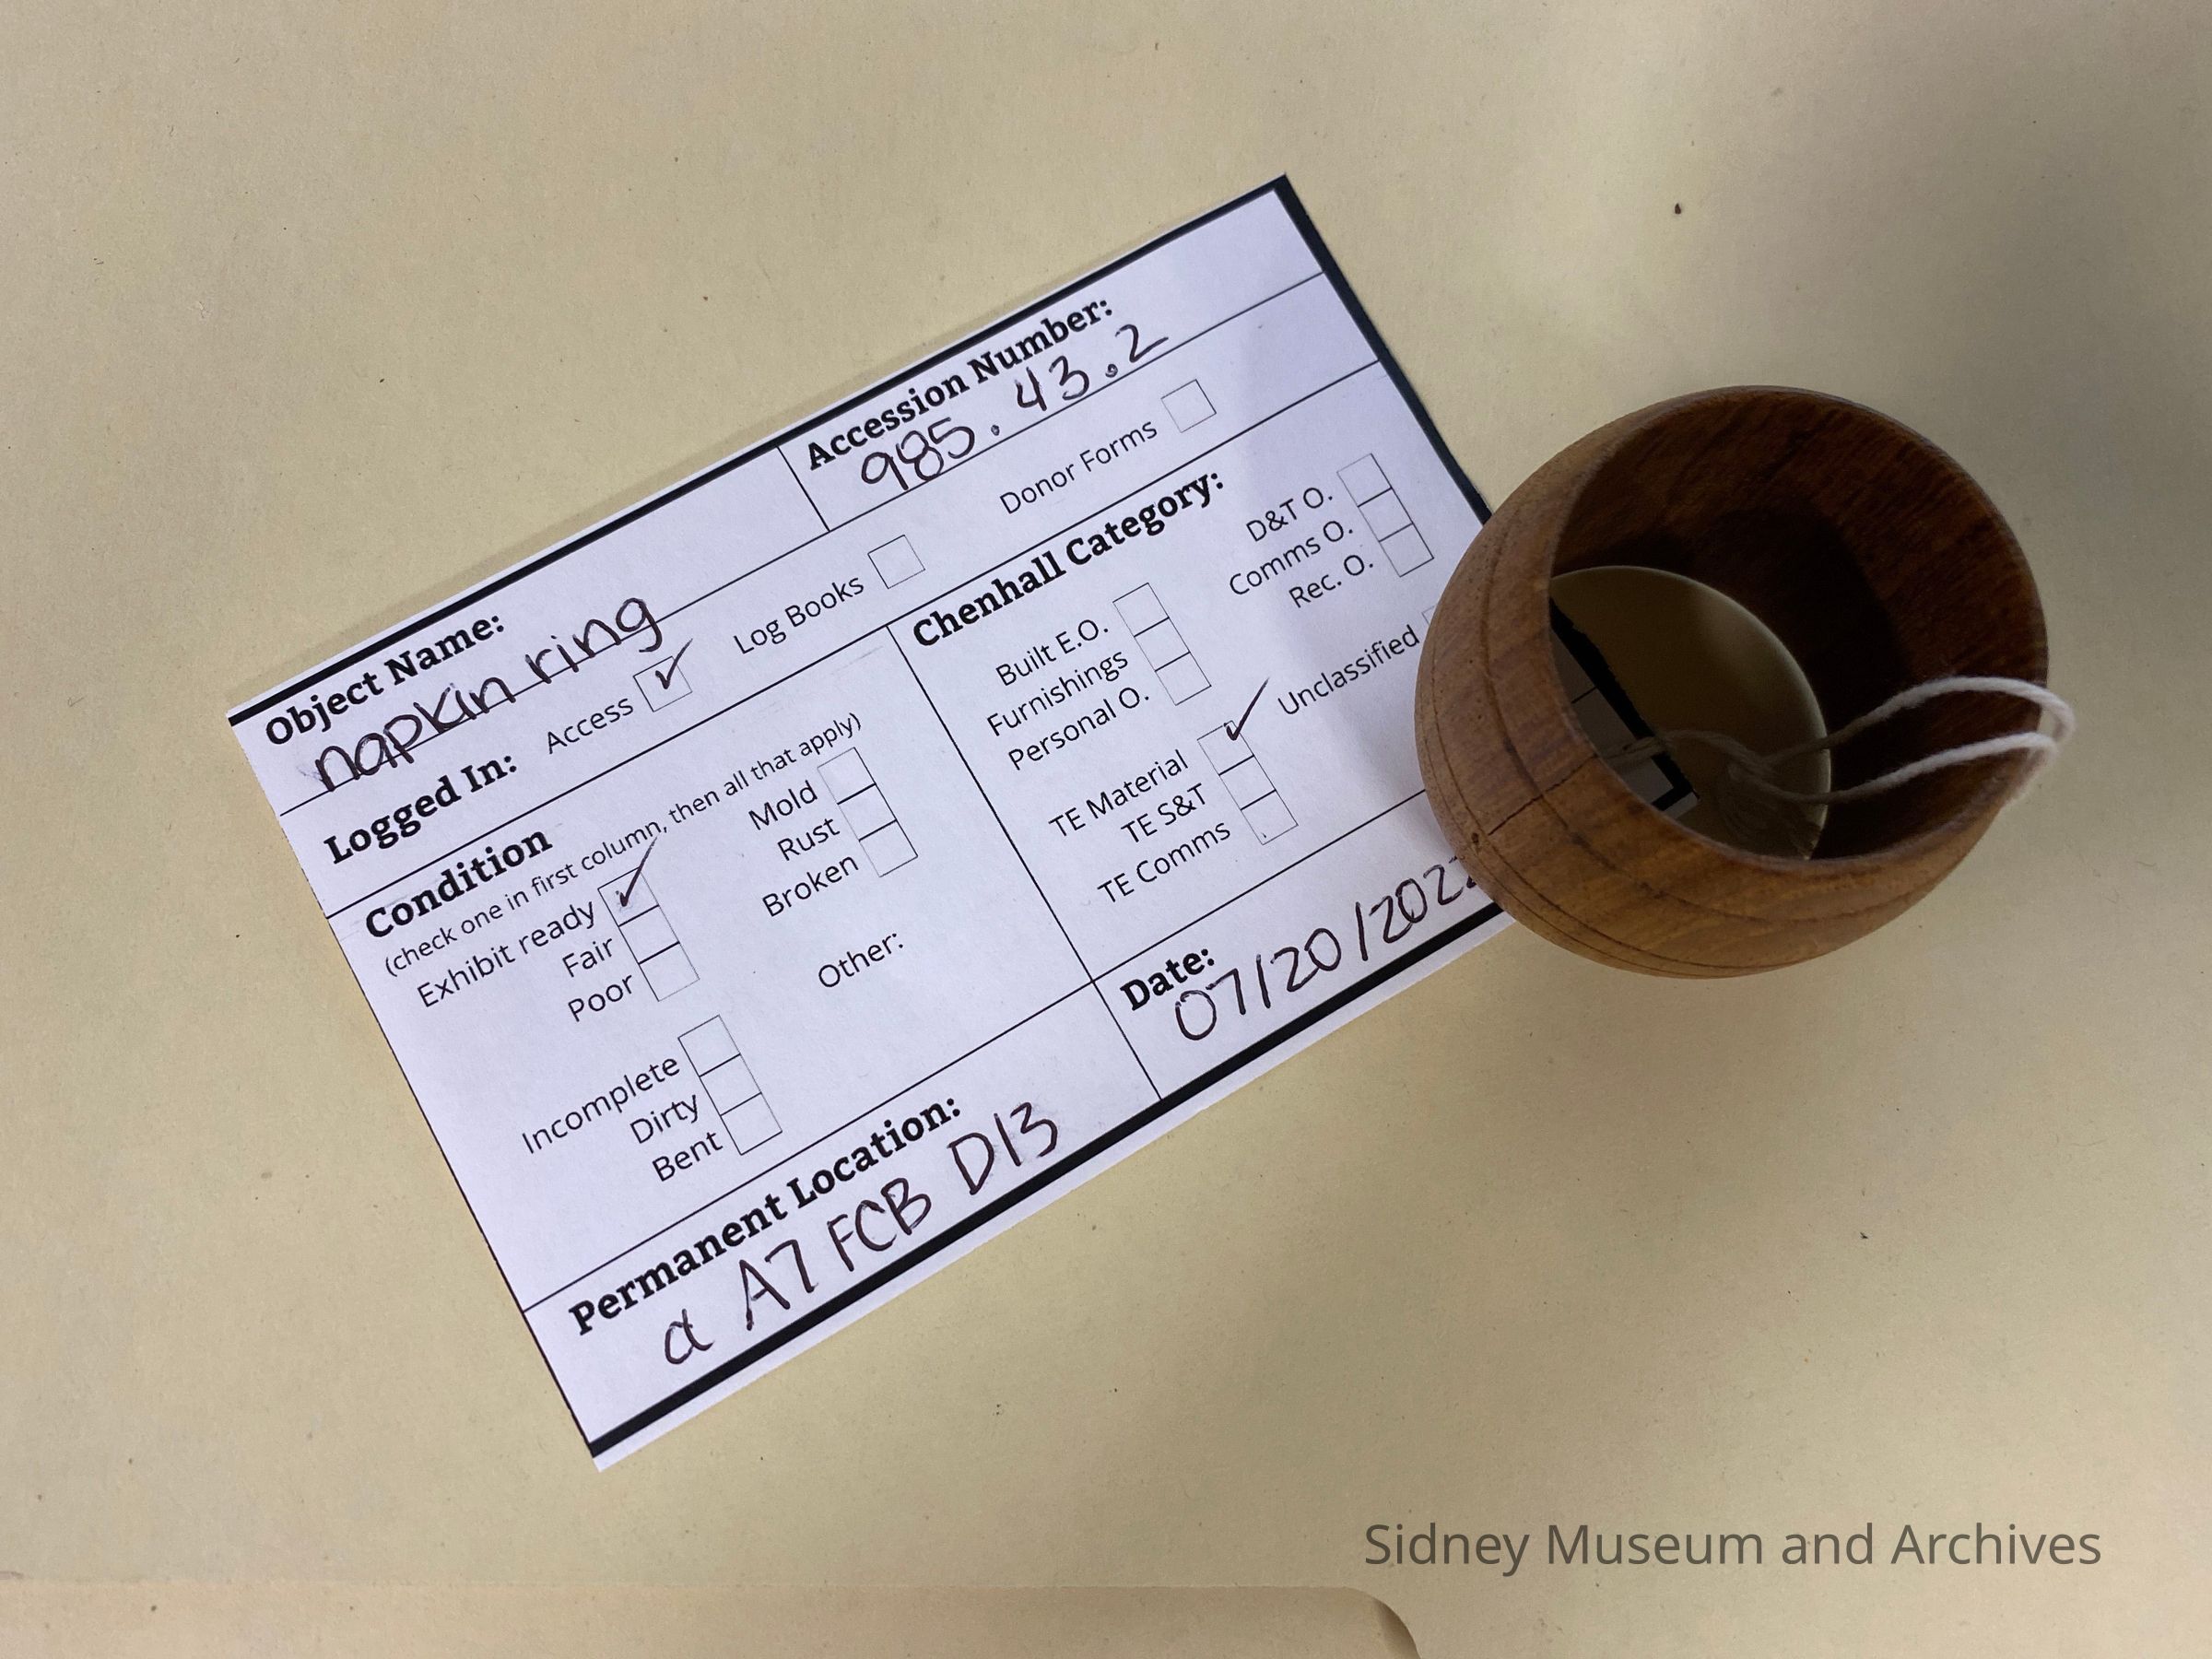 Object Name:
napkin ring
Accession Number:
985.43.2
Logged In:
Access ✓
Log Books
Donor Forms
Condition
(check one in first column, then all that apply)
Exhibit ready ✓
Fair
Poor
Incomplete
Dirty
Bent
Mold
Rust
Broken
Other:
Chenhall Category:
Built E.O.
Furnishings
Personal O.
TE Material ✓
TE S&T
TE Comms
D&T O.
Comms O.
Rec. O.
Unclassified
Permanent Location:
a A7 FCB D13
Date:
07/20/2022
Sidney Museum and Archives